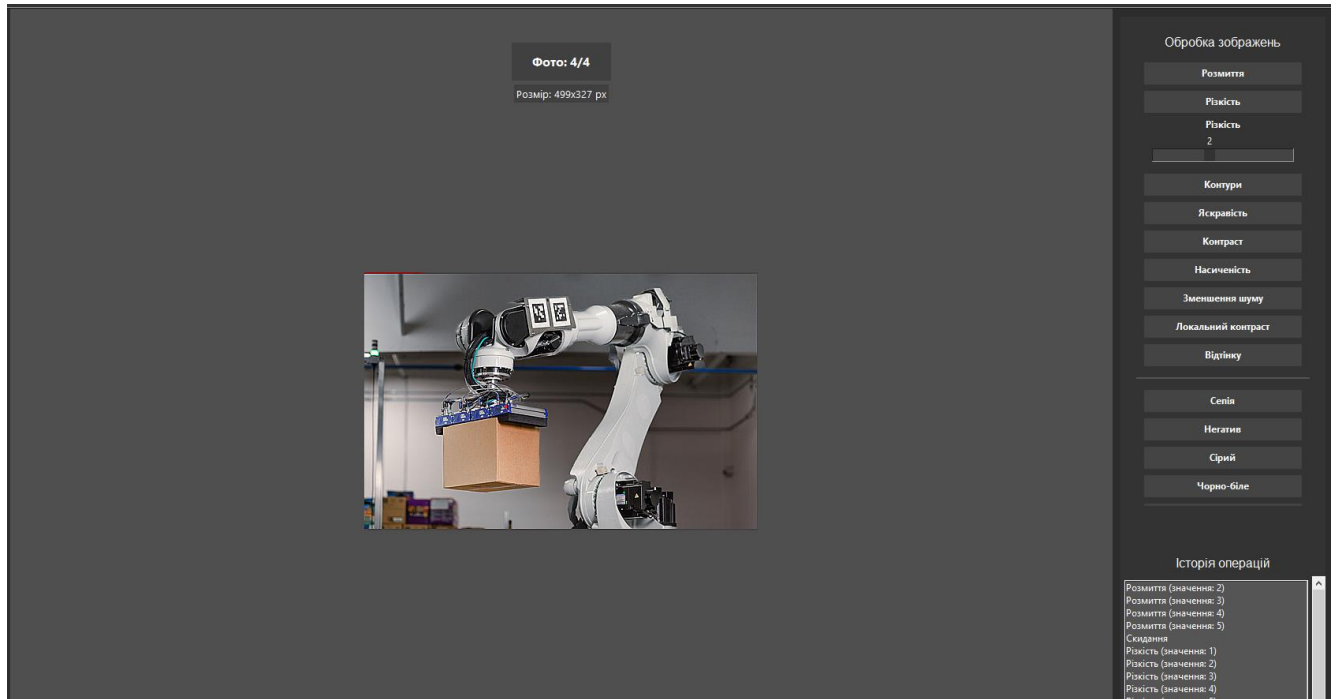 Фото: 4/4
Розмір: 499x327 px
Обробка зображень
Розмиття
Різкість
Різкість
2
Контури
Яскравість
Контраст
Насиченість
Зменшення шуму
Локальний контраст
Відтінку
Сепія
Негатив
Сірий
Чорно-біле
Історія операцій
Розмиття (значення: 2)
Розмиття (значення: 3)
Розмиття (значення: 4)
Розмиття (значення: 5)
Скидання
Різкість (значення: 1)
Різкість (значення: 2)
Різкість (значення: 3)
Різкість (значення: 4)